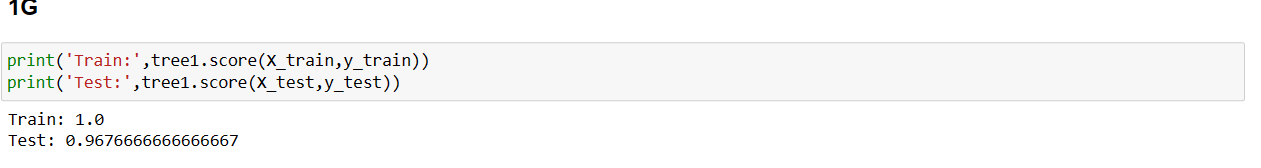 1G
print('Train:',tree1.score(X_train,y_train))
print('Test:',tree1.score(X_test,y_test))
Train: 1.0
Test: 0.9676666666666667